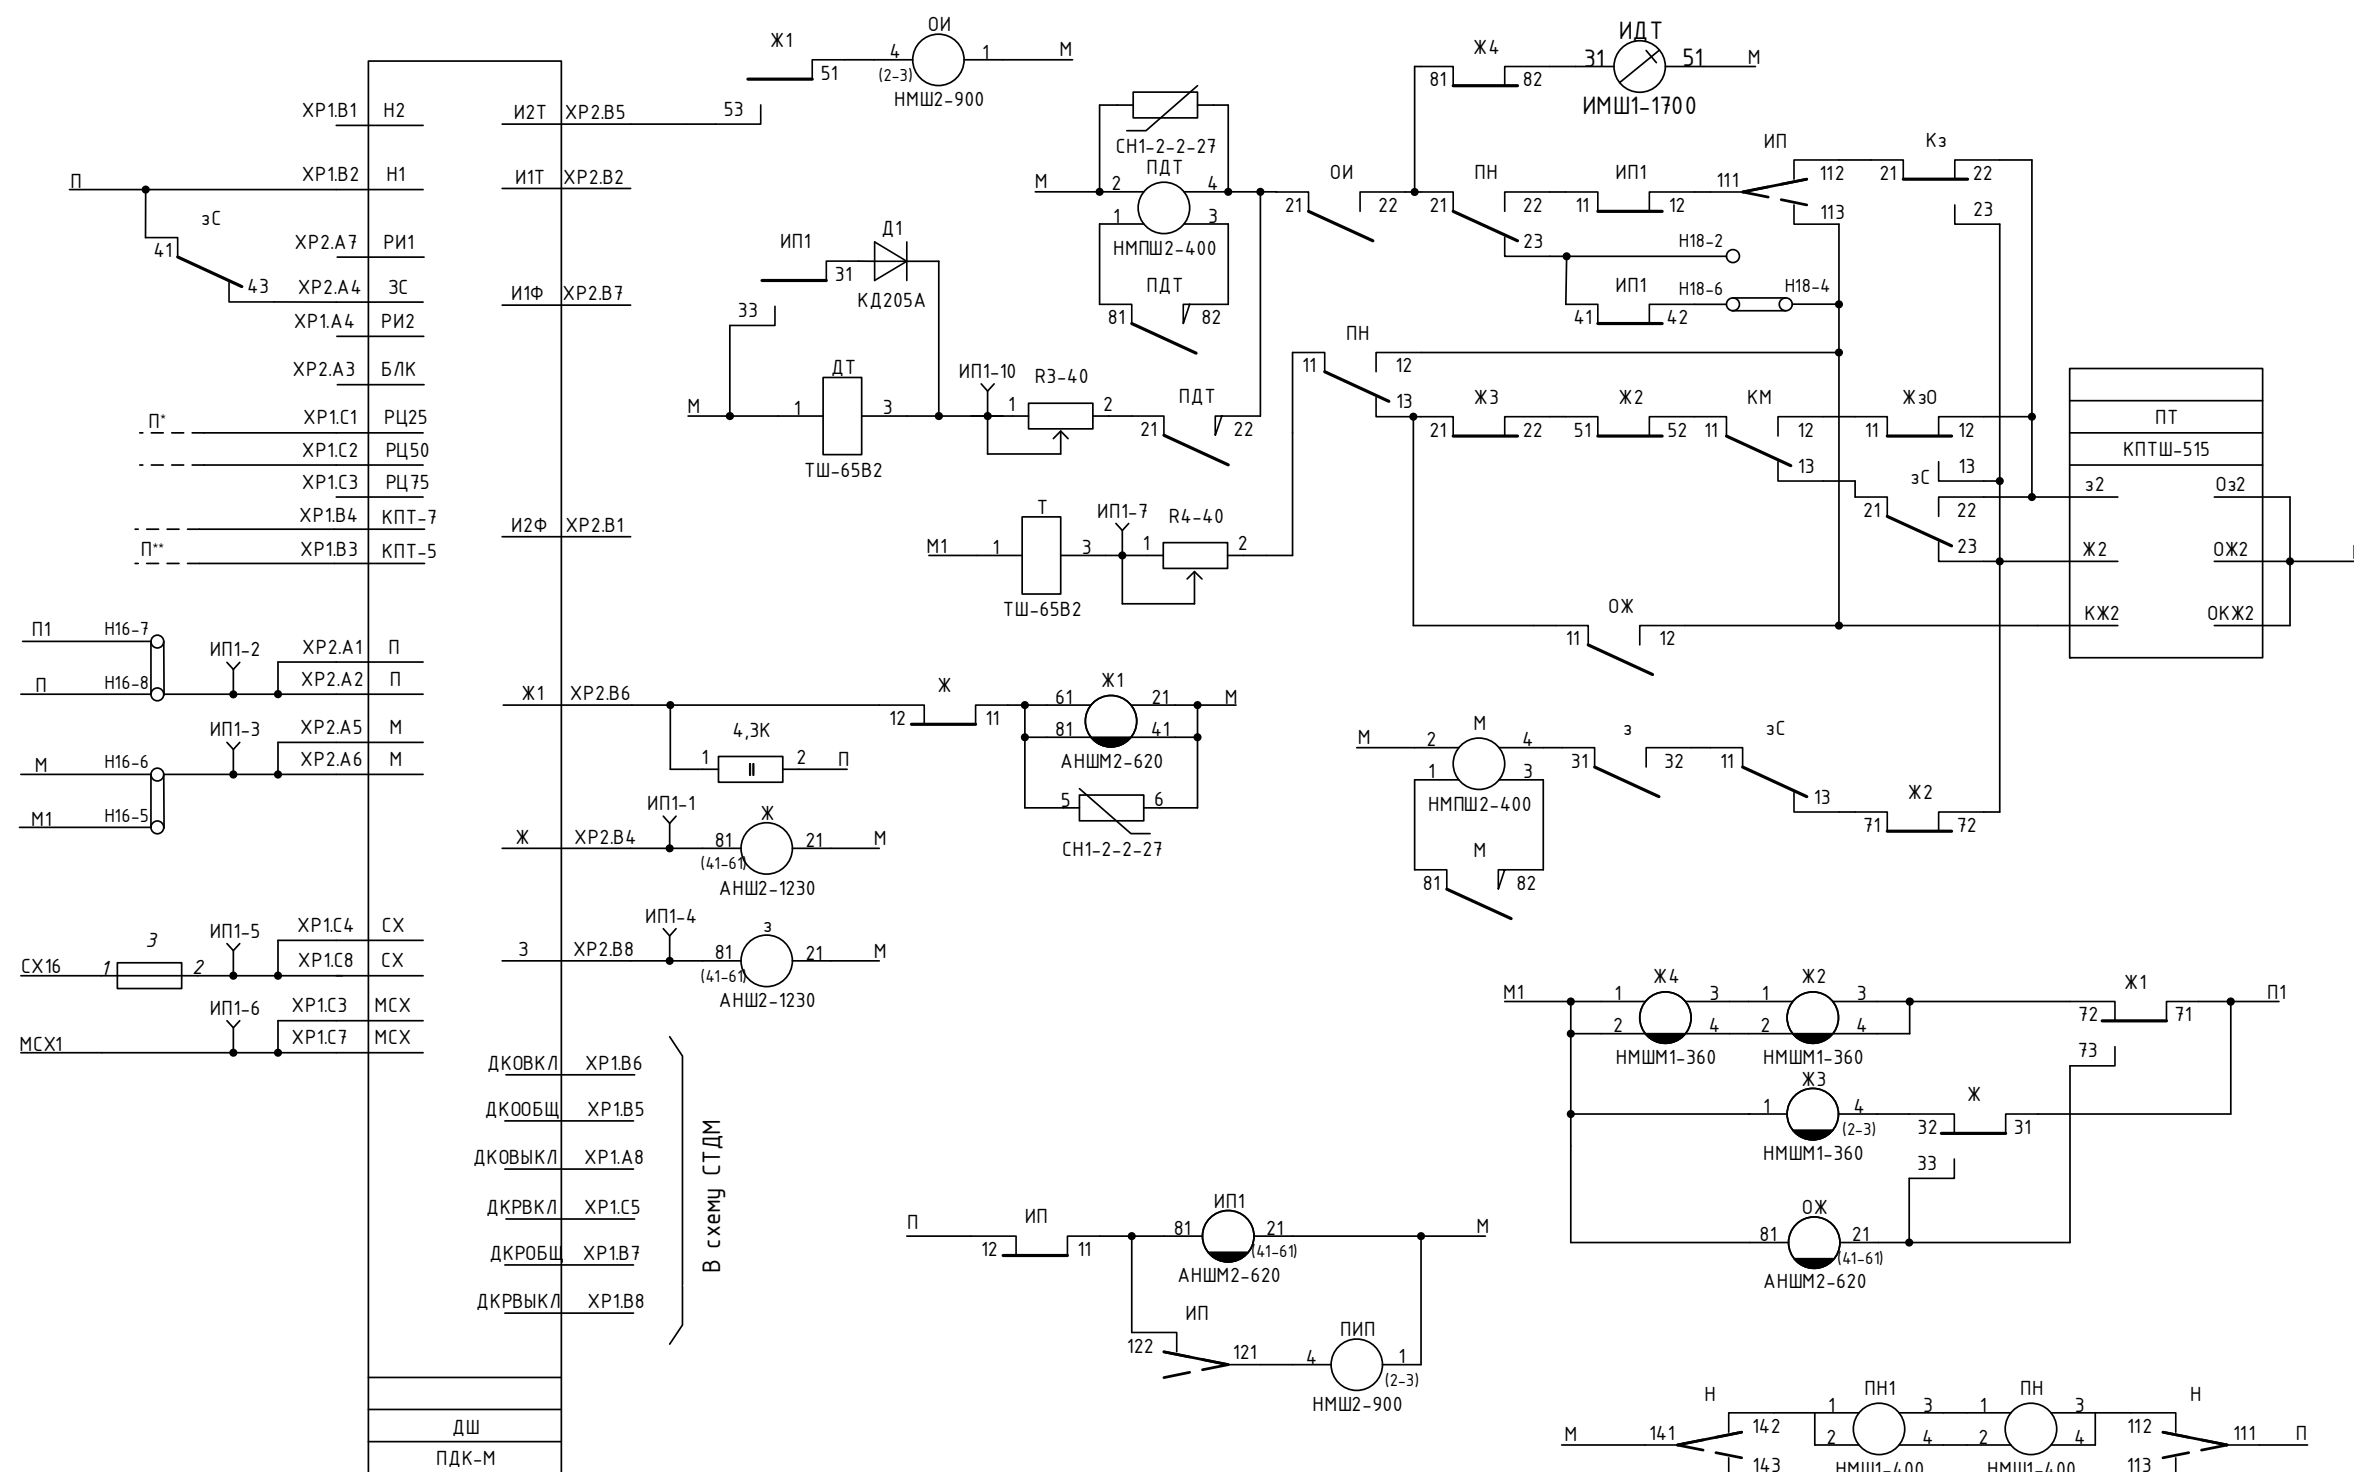 ХР1.В1 Н2
П ХР1.В2 Н1
зС
41
43
ХР2.А7 РИ1
ХР2.А4 ЗС
ХР1.А4 РИ2
ХР2.А3 БЛК
П* ХР1.С1 РЦ25
ХР1.С2 РЦ50
ХР1.С3 РЦ75
ХР1.В4 КПТ-7
П** ХР1.В3 КПТ-5
П1 Н16-7
П Н16-8
ИП1-2
ХР2.А1 П
ХР2.А2 П
М Н16-6
М1 Н16-5
ИП1-3
ХР2.А5 М
ХР2.А6 М
СХ16 1 3 2
ИП1-5
ХР1.С4 СХ
ХР1.С8 СХ
МСХ1
ИП1-6
ХР1.С3 МСХ
ХР1.С7 МСХ
ДШ
ПДК-М
И2Т ХР2.В5
И1Т ХР2.В2
И1Ф ХР2.В7
И2Ф ХР2.В1
Ж1 ХР2.В6
Ж ХР2.В4
З ХР2.В8
ДКОВКЛ ХР1.В6
ДКООБЩ ХР1.В5
ДКОВЫКЛ ХР1.А8
ДКРВКЛ ХР1.С5
ДКРОБЩ ХР1.В7
ДКРВЫКЛ ХР1.В8
В схему СТДМ
Ж1
51
53
ОИ
4 1 М
(2-3)
НМШ2-900
ИП1
31
33
Д1
КД205А
М 1 ДТ 3
ТШ-65В2
ИП1-10
R3-40
1 2
ПДТ
21 22
СН1-2-2-27
ПДТ
М 2 4
1 3
НМПШ2-400
ПДТ
81 82
М1 1 Т 3
ТШ-65В2
ИП1-7
R4-40
1 2
ОИ
21 22
Ж4
81 82
ИДТ
31 51 М
ИМШ1-1700
ПН
21 22
23
ИП1
11 12
ИП
111 112
113
Кз
21 22
23
Н18-2
ИП1
41 42
Н18-6 Н18-4
ПН
11 12
13
Ж3
21 22
Ж2
51 52
КМ
11 12
13
ЖзО
11 12
13
зС
21 22
23
ОЖ
11 12
ПТ
КПТШ-515
з2 Оз2
Ж2 ОЖ2
КЖ2 ОКЖ2
4,3К
1 2 П
Ж
12 11
Ж1
61 21 М
81 41
АНШМ2-620
5 6
СН1-2-2-27
ИП1-1
Ж
81 21 М
(41-61)
АНШ2-1230
ИП1-4
з
81 21 М
(41-61)
АНШ2-1230
М
М 2 4
1 3
НМПШ2-400
М
81 82
з
31 32
зС
11
13
Ж2
71 72
М1
Ж4 Ж2
1 3 1 3
2 4 2 4
НМШМ1-360 НМШМ1-360
Ж1
72 71 П1
73
Ж3
1 4
(2-3)
НМШМ1-360
Ж
32 31
33
ОЖ
81 21
(41-61)
АНШМ2-620
П
ИП
12 11
ИП1
81 21 М
(41-61)
АНШМ2-620
ИП
122 121
ПИП
4 1
(2-3)
НМШ2-900
Н ПН1 ПН Н
М 141 142 1 3 1 3 112 111 П
2 4 2 4
143 НМШ1-400 НМШ1-400 113